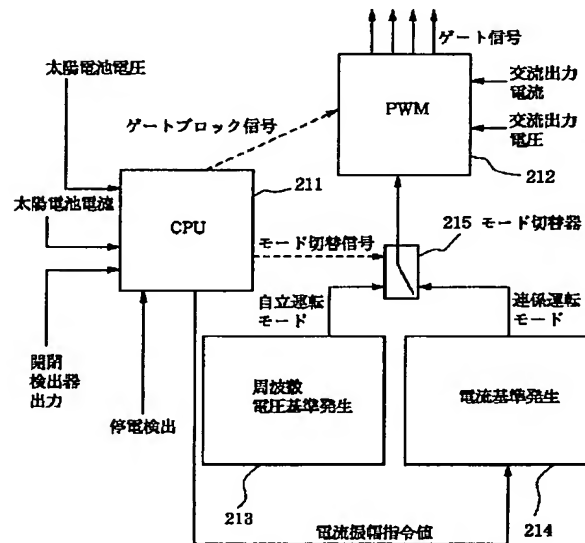 ゲート信号
太陽電池電圧
PWM
交流出力
電流
交流出力
電圧
ゲートブロック信号
211
212
太陽電池電流
CPU
モード切替信号
215 モード切替器
自立運転
モード
連係運転
モード
開閉
検出器
出力
停電検出
周波数
電圧基準発生
電流基準発生
213
214
電流振幅指令値